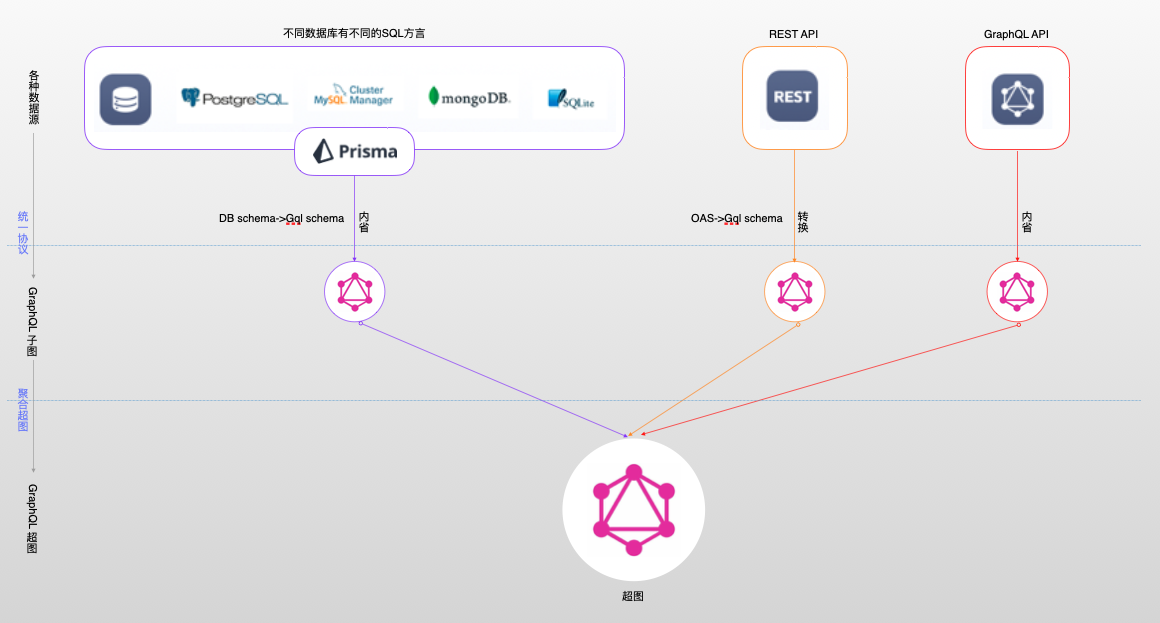 不同数据库有不同的SQL方言
REST API
GraphQL API
各种数据源
PostgreSQL
MySQL Cluster Manager
mongoDB
SQLite
REST
Prisma
统一协议
DB schema->Gql schema
内省
OAS->Gql schema
转换
内省
GraphQL 子图
聚合超图
GraphQL 超图
超图